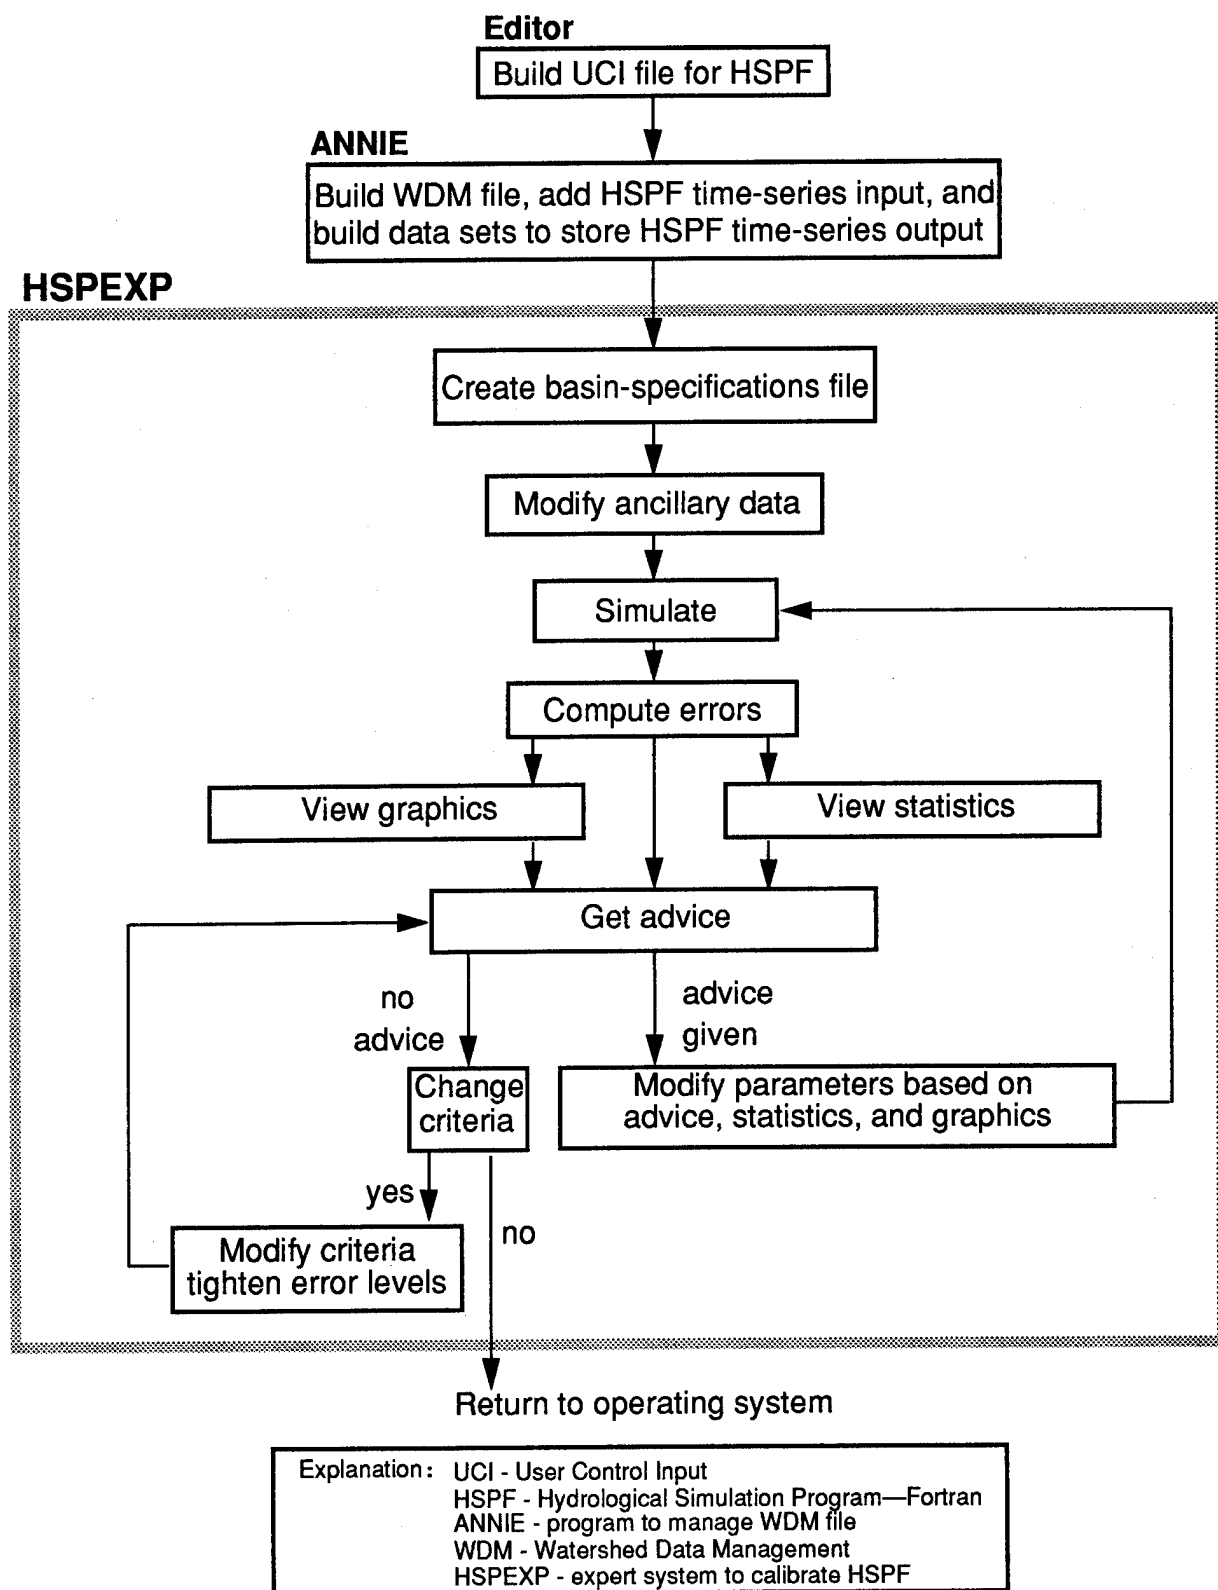 Editor
Build UCI file for HSPF
ANNIE
Build WDM file, add HSPF time-series input, and
build data sets to store HSPF time-series output
HSPEXP
Create basin-specifications file
Modify ancillary data
Simulate
Compute errors
View graphics
View statistics
Get advice
no
advice
advice
given
Change
criteria
Modify parameters based on
advice, statistics, and graphics
yes
no
Modify criteria
tighten error levels
Return to operating system
Explanation: UCI - User Control Input
HSPF - Hydrological Simulation Program—Fortran
ANNIE - program to manage WDM file
WDM - Watershed Data Management
HSPEXP - expert system to calibrate HSPF